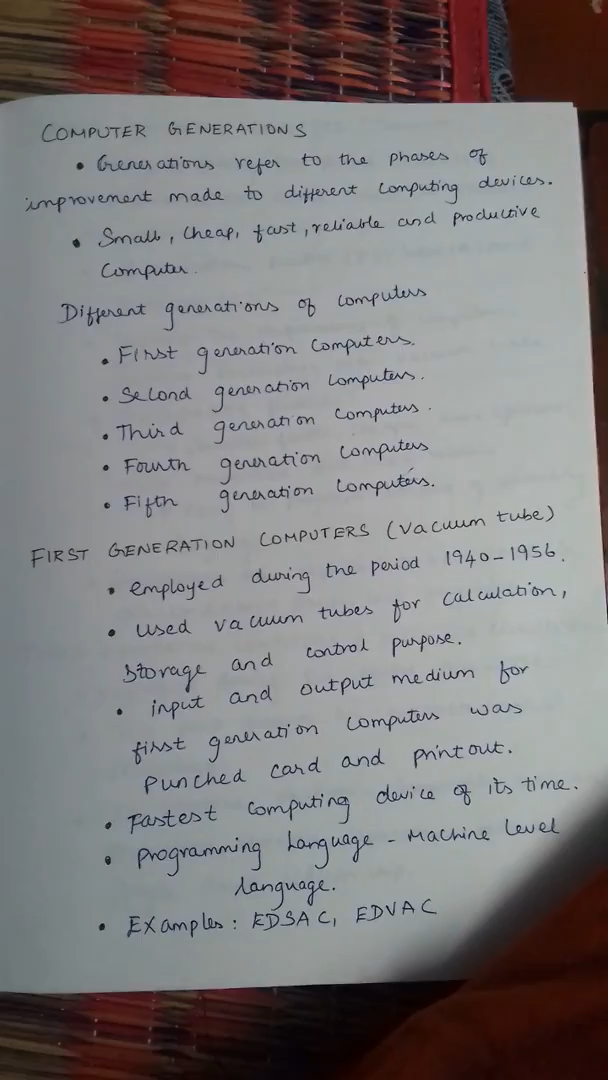 COMPUTER GENERATIONS
• Generations refer to the phases of
improvement made to different computing devices.
• Small, cheap, fast, reliable and productive
computer.
Different generations of computers
• First generation computers.
• Second generation computers.
• Third generation computers.
• Fourth generation computers
• Fifth generation computers.
FIRST GENERATION COMPUTERS (Vacuum tube)
• employed during the period 1940-1956.
• used vacuum tubes for calculation,
storage and control purpose.
• input and output medium for
first generation computers was
punched card and printout.
• Fastest computing device of its time.
• programming language - Machine level
language.
• Examples: EDSAC, EDVAC